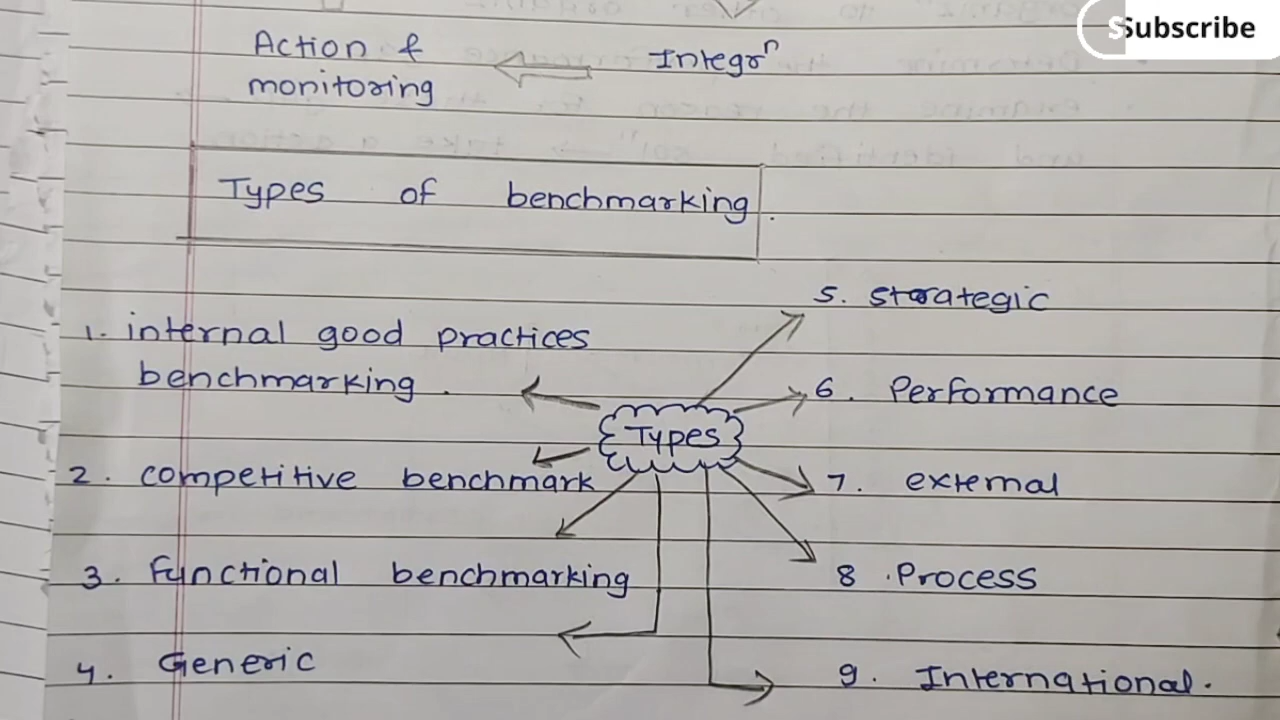 Subscribe
Action & Integrⁿ
monitoring
Types of benchmarking.
1. internal good practices
benchmarking.
2. competitive benchmark
3. Functional benchmarking
4. Generic
Types
5. Strategic
6. Performance
7. external
8. Process
9. International.